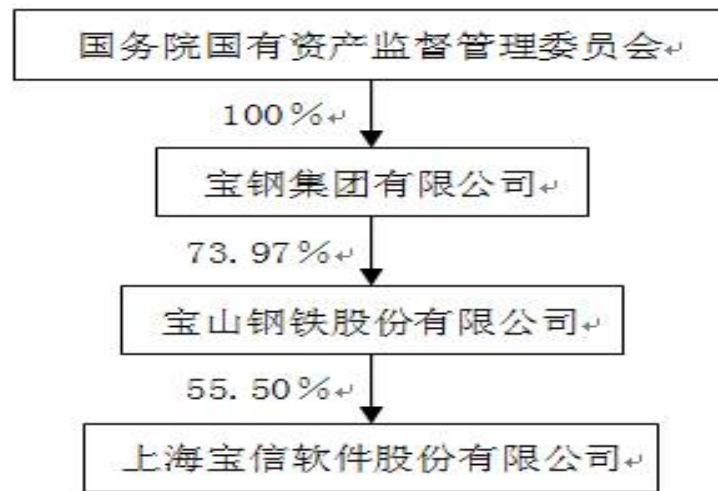 国务院国有资产监督管理委员会↵
100%↵
宝钢集团有限公司↵
73.97%↵
宝山钢铁股份有限公司↵
55.50%↵
上海宝信软件股份有限公司↵